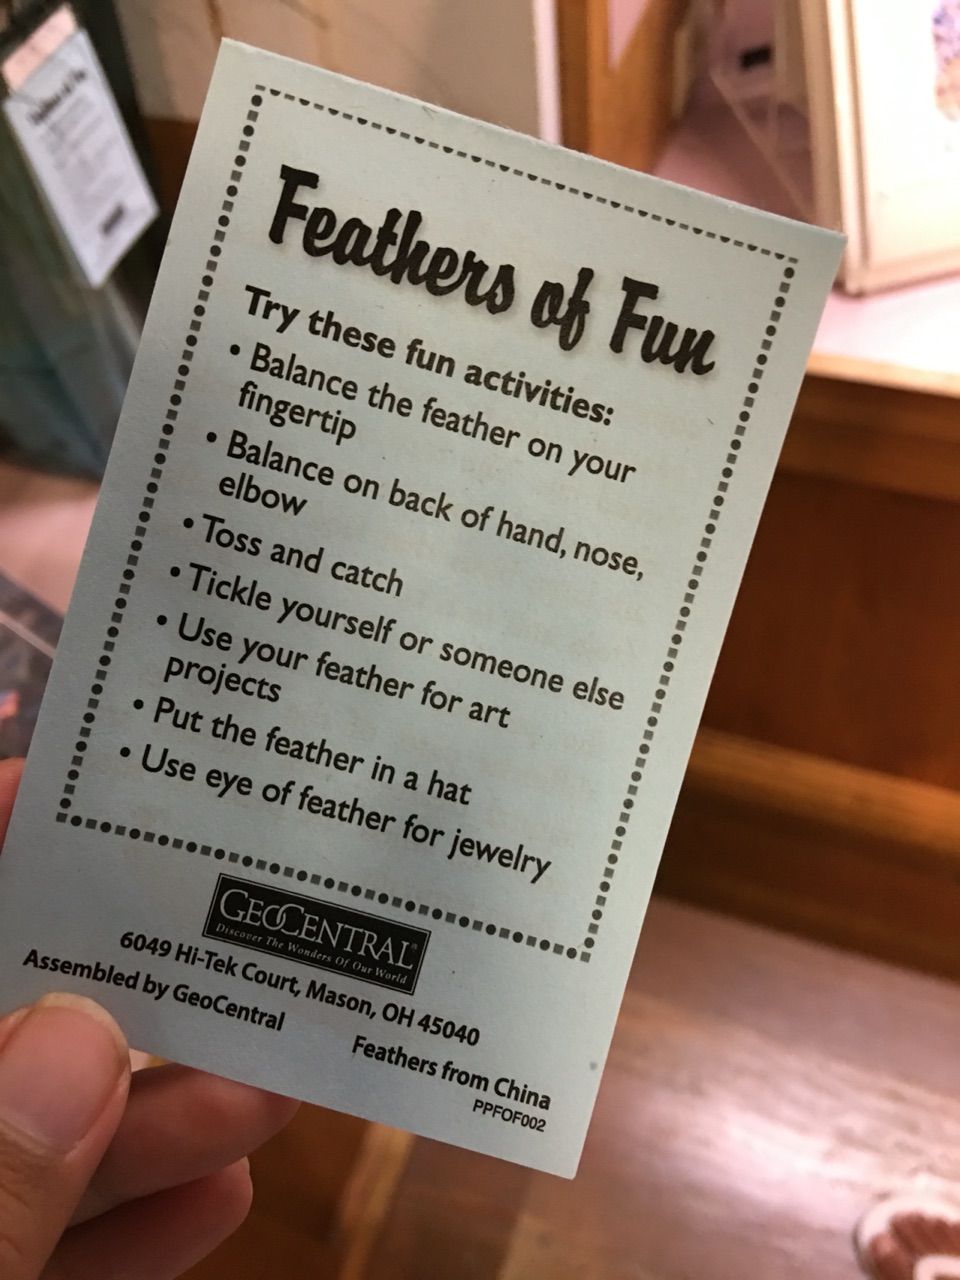 Feathers of Fun
Try these fun activities:
• Balance the feather on your
fingertip
• Balance on back of hand, nose,
elbow
• Toss and catch
• Tickle yourself or someone else
• Use your feather for art
projects
• Put the feather in a hat
• Use eye of feather for jewelry
GEOCENTRAL®
Discover The Wonders Of Our World
6049 Hi-Tek Court, Mason, OH 45040
Assembled by GeoCentral
Feathers from China
PPFOF002